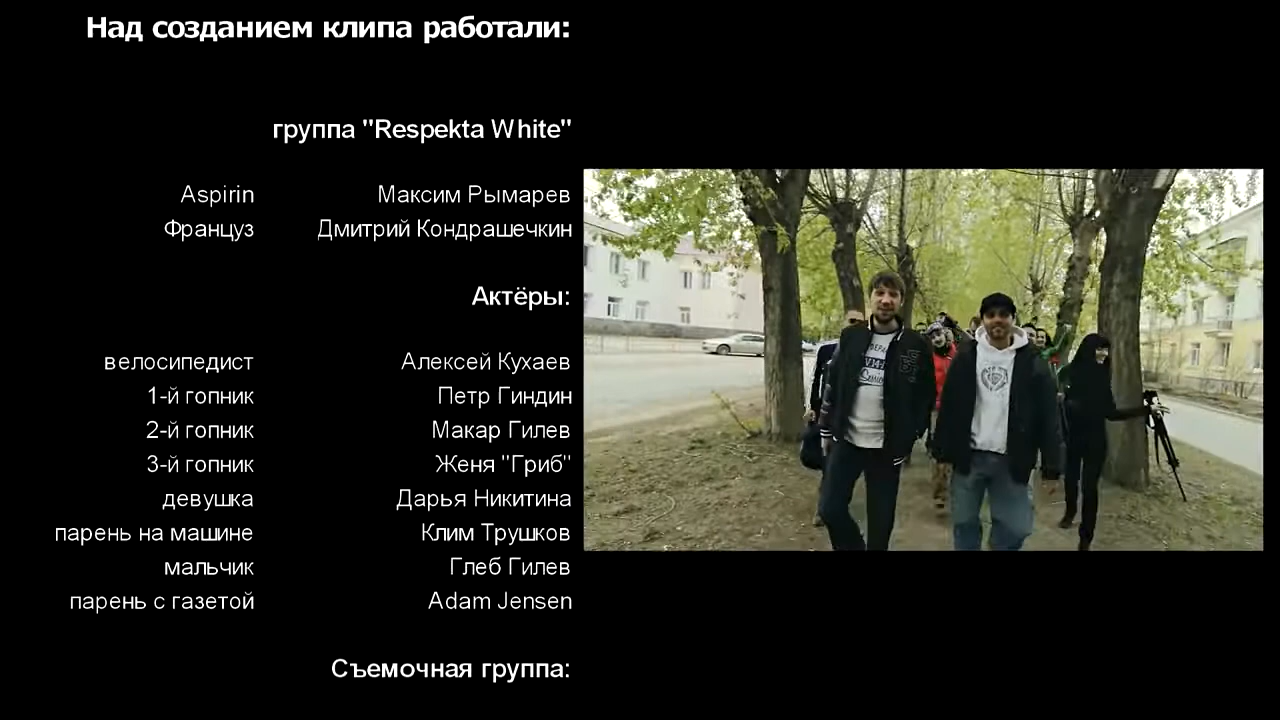 Над созданием клипа работали:
группа "Respekta White"
Aspirin Максим Рымарев
Француз Дмитрий Кондрашечкин
Актёры:
велосипедист Алексей Кухаев
1-й гопник Петр Гиндин
2-й гопник Макар Гилев
3-й гопник Женя "Гриб"
девушка Дарья Никитина
парень на машине Клим Трушков
мальчик Глеб Гилев
парень с газетой Adam Jensen
Съемочная группа: